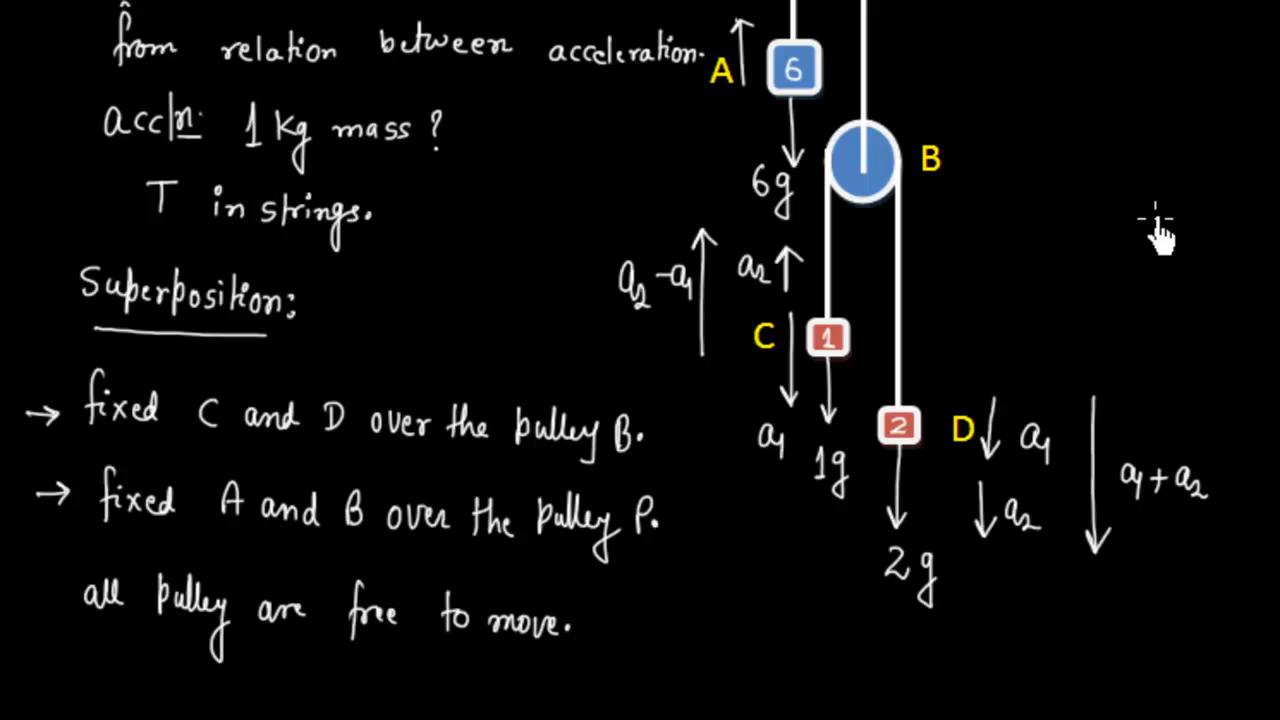 from relation between acceleration.
accⁿ. 1 Kg mass ?
T in strings.
Superposition:
→ fixed C and D over the pulley B.
→ fixed A and B over the pulley P.
all pulley are free to move.
A 6
6g
B
a₂ - a₁ a₂
C 1
a₁ 1g
2 D a₁ a₁ + a₂
a₂
2g